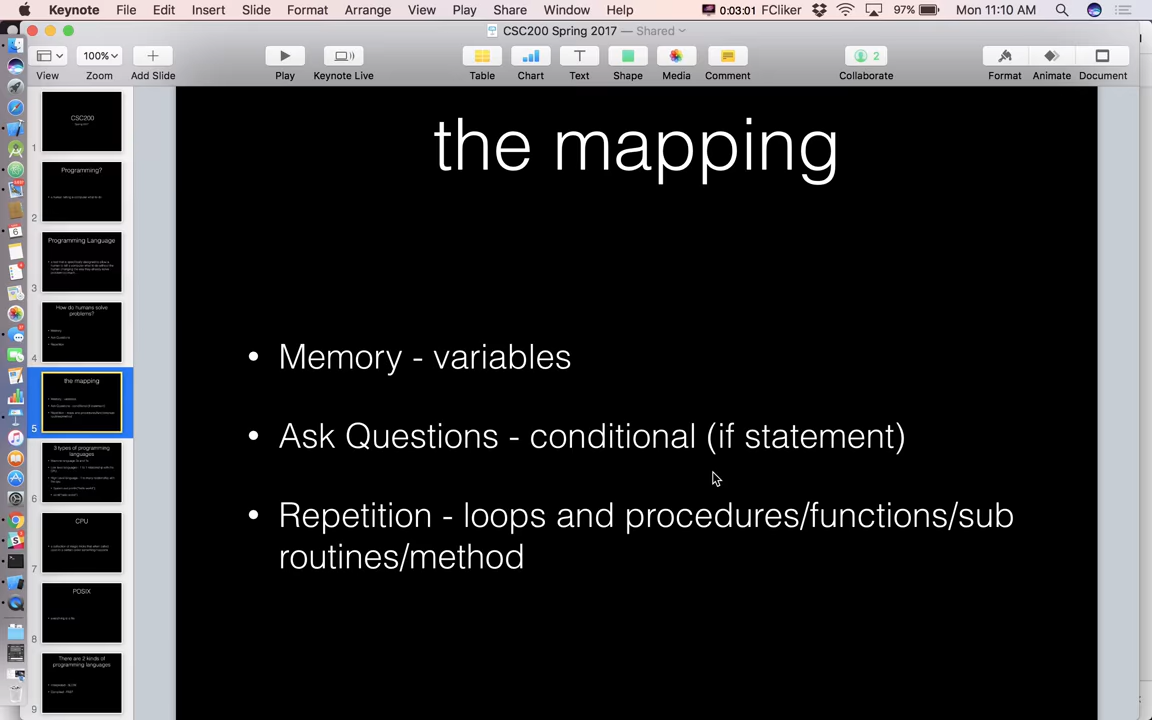 Keynote File Edit Insert Slide Format Arrange View Play Share Window Help 0:03:01 FCliker 97% Mon 11:10 AM
CSC200 Spring 2017 — Shared
100%
2
View Zoom Add Slide Play Keynote Live Table Chart Text Shape Media Comment Collaborate Format Animate Document
CSC200
1
Programming?
2
Programming Language
3
How do humans solve
problems?
4
the mapping
5
3 types of programming
languages
6
CPU
7
POSIX
8
There are 2 kinds of
programming languages
9
the mapping
• Memory - variables
• Ask Questions - conditional (if statement)
• Repetition - loops and procedures/functions/sub
routines/method